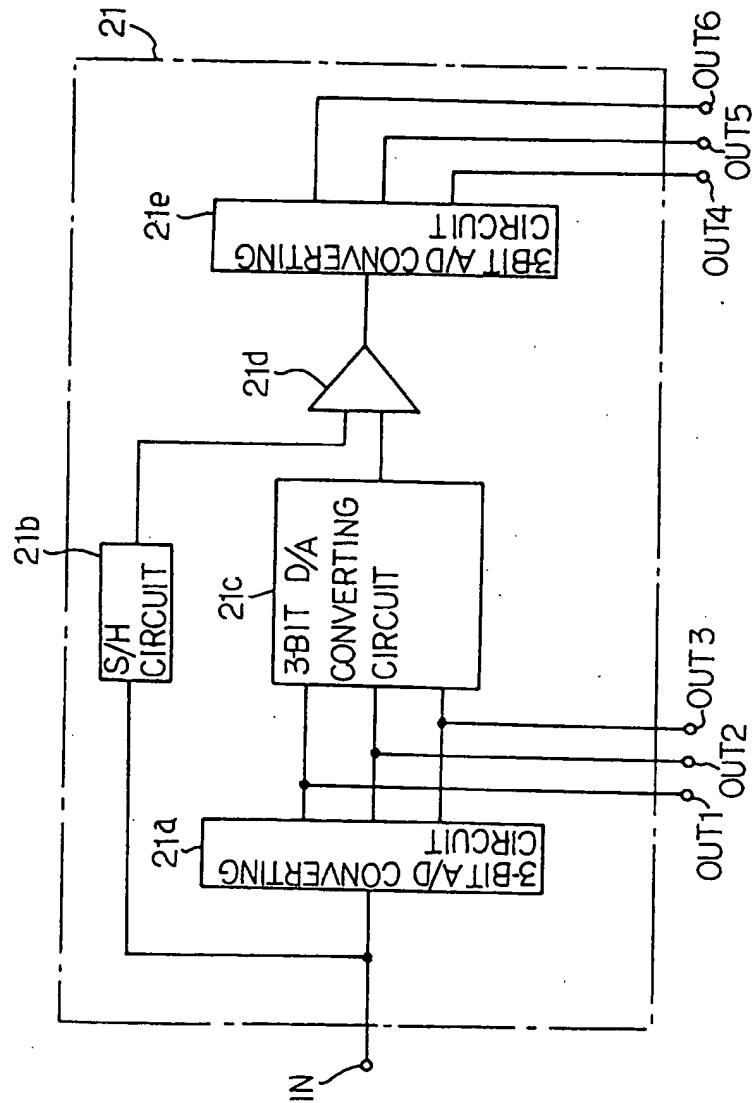 21
21b
S/H
CIRCUIT
21a
3-BIT A/D CONVERTING
CIRCUIT
21c
3-BIT D/A
CONVERTING
CIRCUIT
21d
21e
3-BIT A/D CONVERTING
CIRCUIT
IN
OUT1
OUT2
OUT3
OUT4
OUT5
OUT6